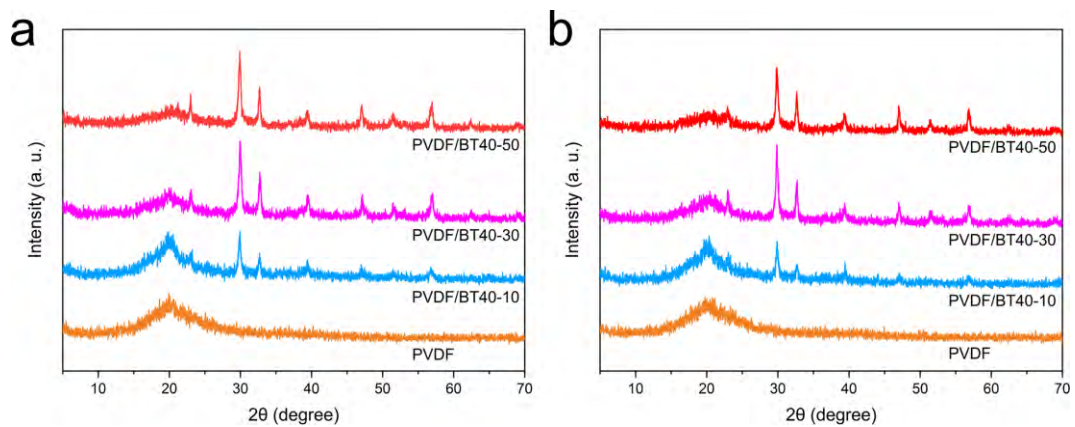 a
Intensity (a. u.)
PVDF/BT40-50
PVDF/BT40-30
PVDF/BT40-10
PVDF
10 20 30 40 50 60 70
2θ (degree)
b
Intensity (a. u.)
PVDF/BT40-50
PVDF/BT40-30
PVDF/BT40-10
PVDF
10 20 30 40 50 60 70
2θ (degree)